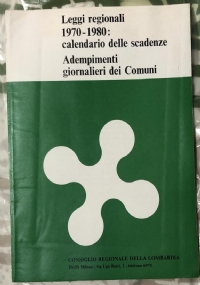 Leggi regionali
1970-1980:
calendario delle scadenze
Adempimenti
giornalieri dei Comuni
CONSIGLIO REGIONALE DELLA LOMBARDIA